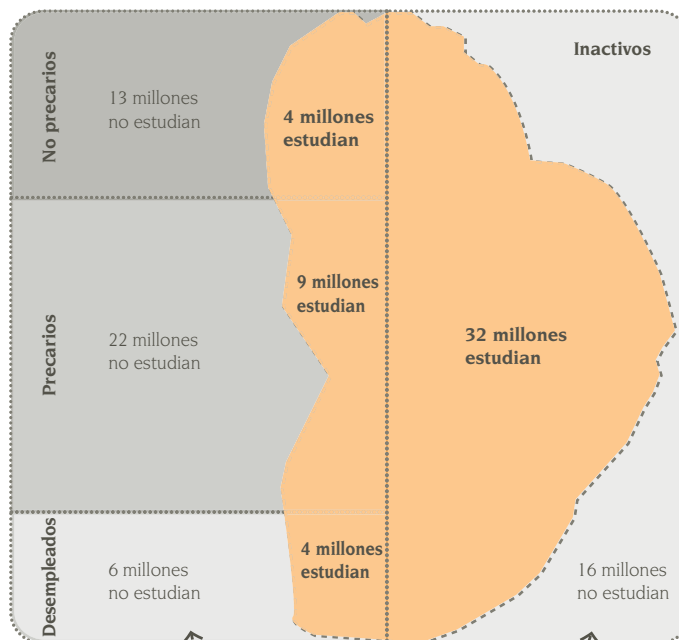 Inactivos
No precarios
13 millones
no estudian
4 millones
estudian
Precarios
22 millones
no estudian
9 millones
estudian
32 millones
estudian
Desempleados
6 millones
no estudian
4 millones
estudian
16 millones
no estudian